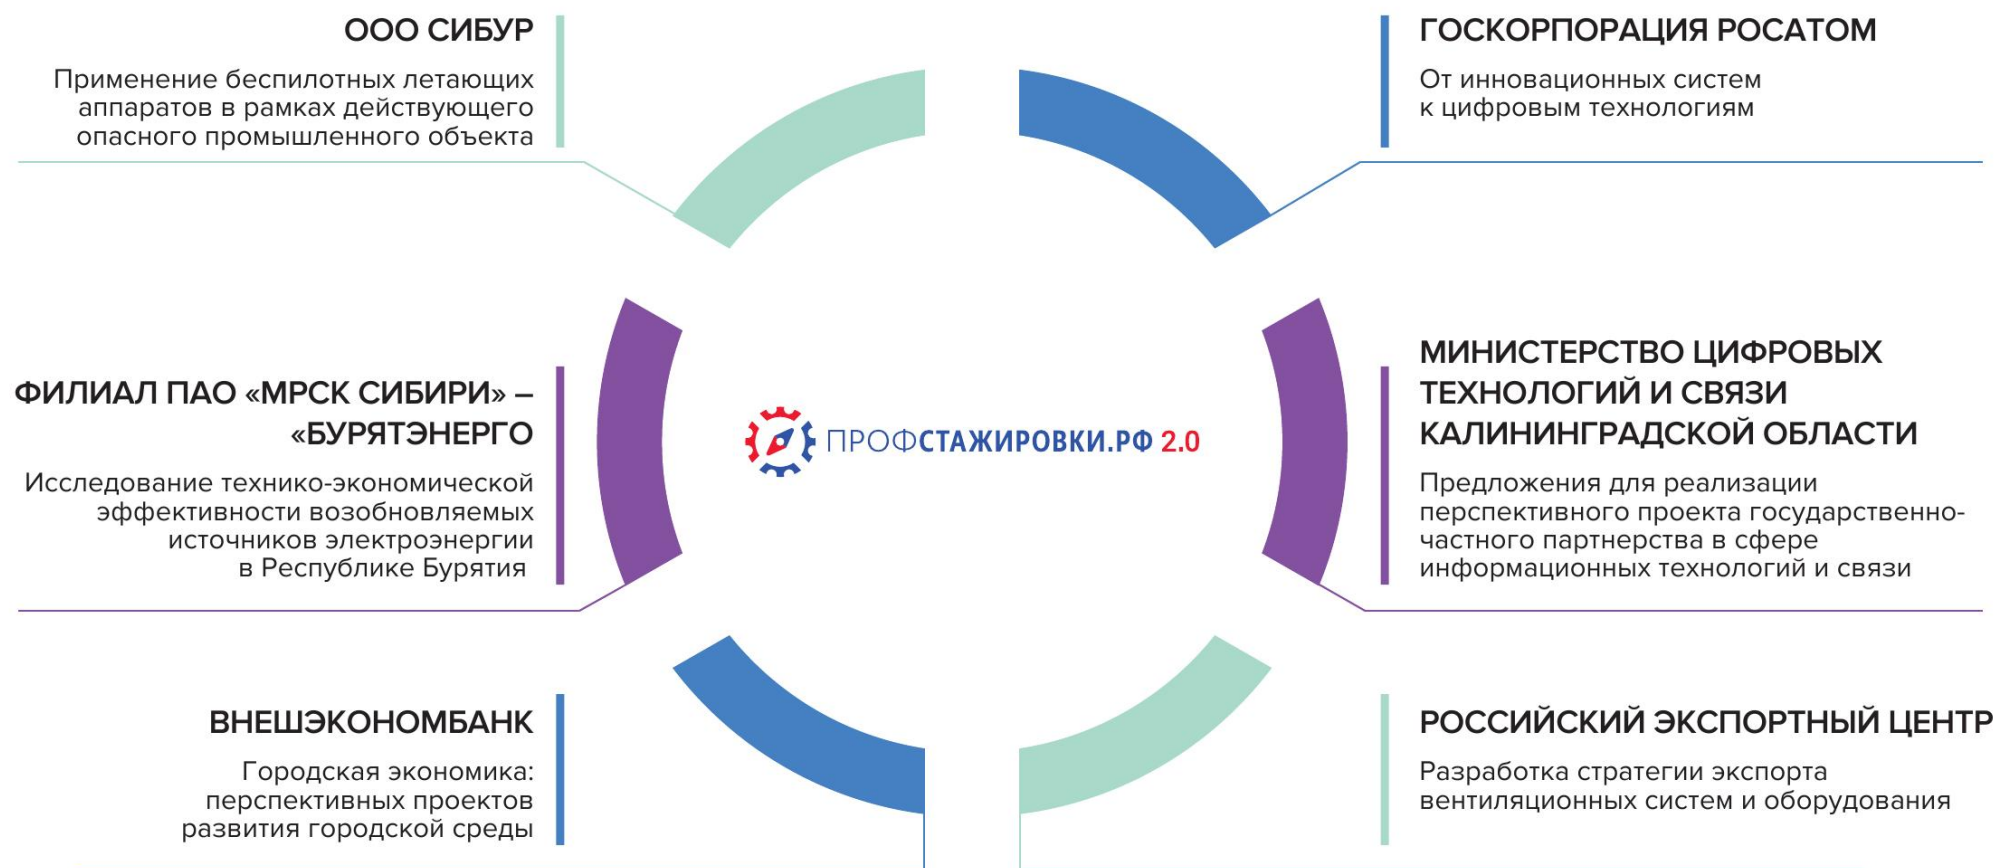 ООО СИБУР
Применение беспилотных летающих
аппаратов в рамках действующего
опасного промышленного объекта
ГОСКОРПОРАЦИЯ РОСАТОМ
От инновационных систем
к цифровым технологиям
ФИЛИАЛ ПАО «МРСК СИБИРИ» –
«БУРЯТЭНЕРГО
Исследование технико-экономической
эффективности возобновляемых
источников электроэнергии
в Республике Бурятия
ПРОФСТАЖИРОВКИ.РФ 2.0
МИНИСТЕРСТВО ЦИФРОВЫХ
ТЕХНОЛОГИЙ И СВЯЗИ
КАЛИНИНГРАДСКОЙ ОБЛАСТИ
Предложения для реализации
перспективного проекта государственно-
частного партнерства в сфере
информационных технологий и связи
ВНЕШЭКОНОМБАНК
Городская экономика:
перспективных проектов
развития городской среды
РОССИЙСКИЙ ЭКСПОРТНЫЙ ЦЕНТР
Разработка стратегии экспорта
вентиляционных систем и оборудования